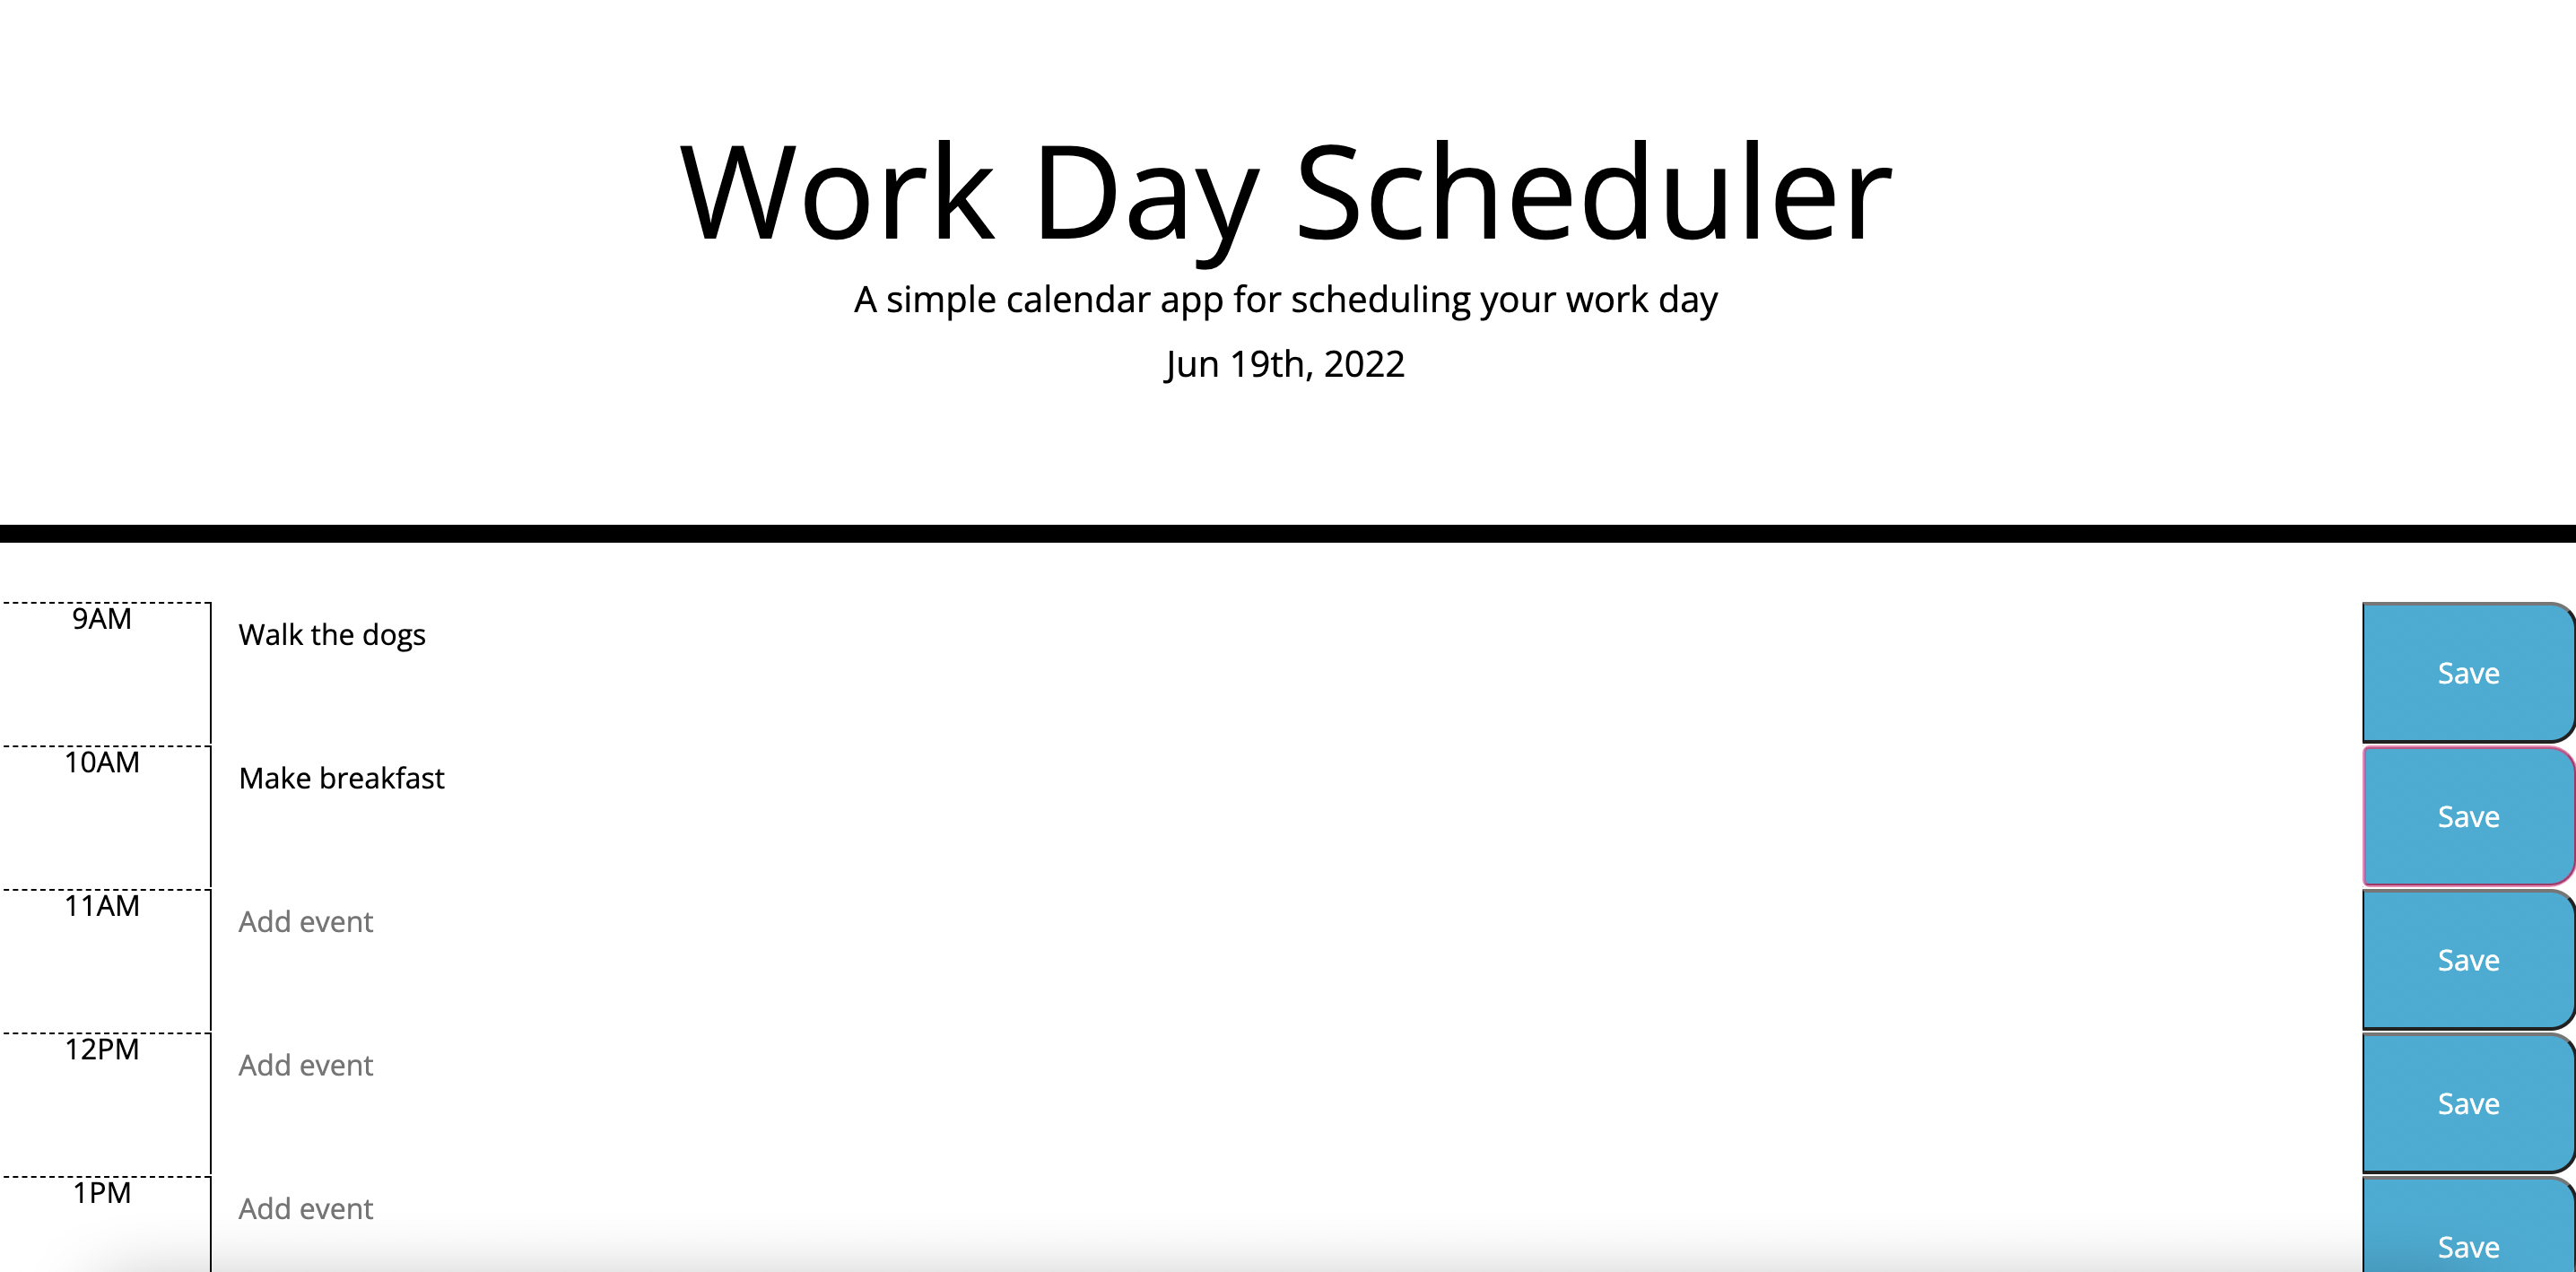 Work Day Scheduler
A simple calendar app for scheduling your work day
Jun 19th, 2022
9AM
Walk the dogs
Save
10AM
Make breakfast
Save
11AM
Add event
Save
12PM
Add event
Save
1PM
Add event
Save